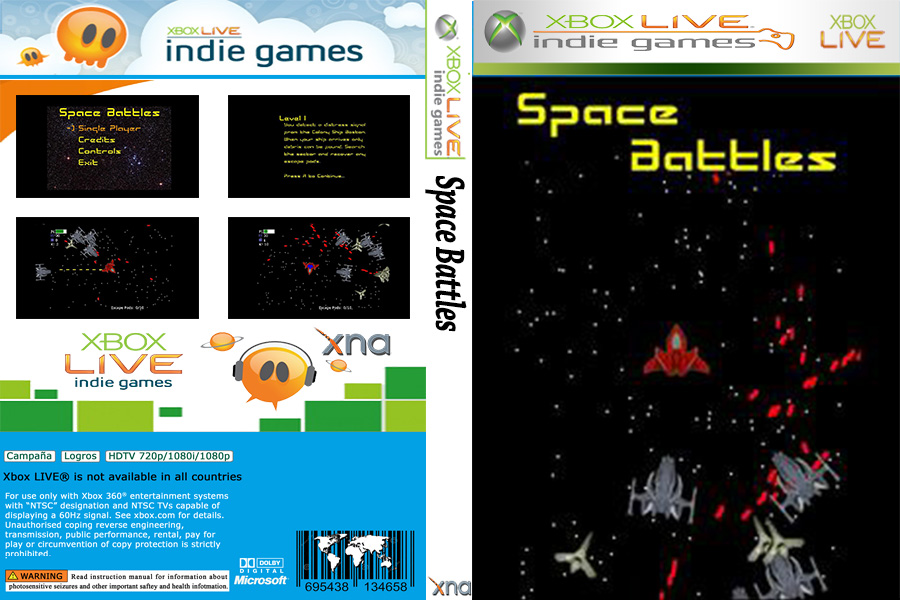 XBOX LIVE
indie games
Space Battles
-) Single Player
Credits
Controls
Exit
Level 1
You detect a distress signal
from the Colony Ship
When your ship arrives only
debris can be found. Search
the sector and recover any
escape pods.
Press A to Continue...
Escape Pods: 0/10
Escape Pods: 0/10
XBOX
LIVE
indie games
xna
Campaña
Logros
HDTV 720p/1080i/1080p
Xbox LIVE® is not available in all countries
For use only with Xbox 360® entertainment systems
with "NTSC" designation and NTSC TVs capable of
displaying a 60Hz signal. See xbox.com for details.
Unauthorised coping reverse engineering,
transmission, public performance, rental, pay for
play or circumvention of copy protection is strictly
prohibited.
WARNING Read instruction manual for information about
photosensitive seizures and other important saftey and health infotmation.
DOLBY
DIGITAL
Microsoft
695438 134658
XBOX LIVE
indie games
Space Battles
xna
XBOX LIVE
indie games
XBOX
LIVE
Space
Battles